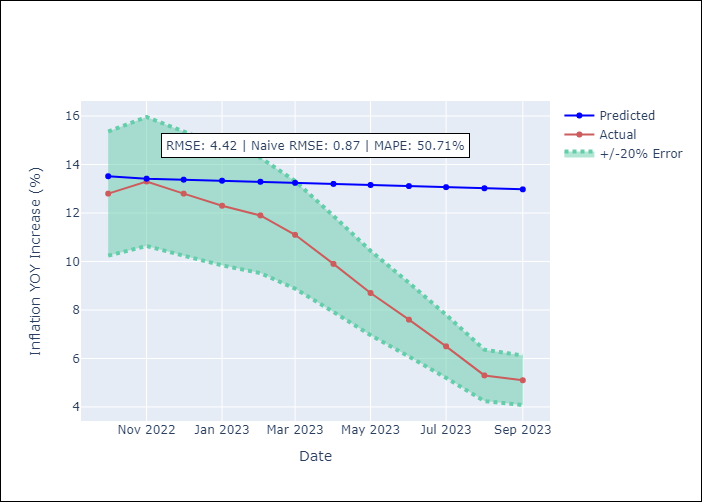 RMSE: 4.42 | Naive RMSE: 0.87 | MAPE: 50.71%
Predicted
Actual
+/-20% Error
Inflation YOY Increase (%)
16
14
12
10
8
6
4
Nov 2022
Jan 2023
Mar 2023
May 2023
Jul 2023
Sep 2023
Date